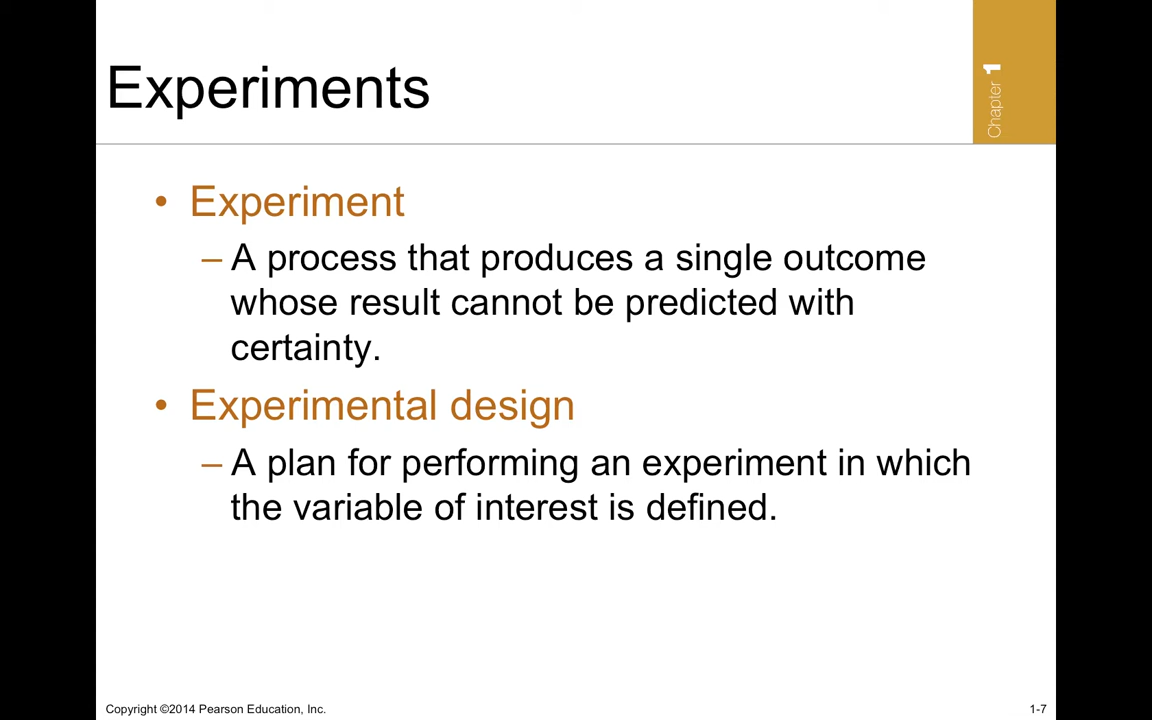 Experiments
Chapter 1
• Experiment
– A process that produces a single outcome
whose result cannot be predicted with
certainty.
• Experimental design
– A plan for performing an experiment in which
the variable of interest is defined.
Copyright ©2014 Pearson Education, Inc.
1-7